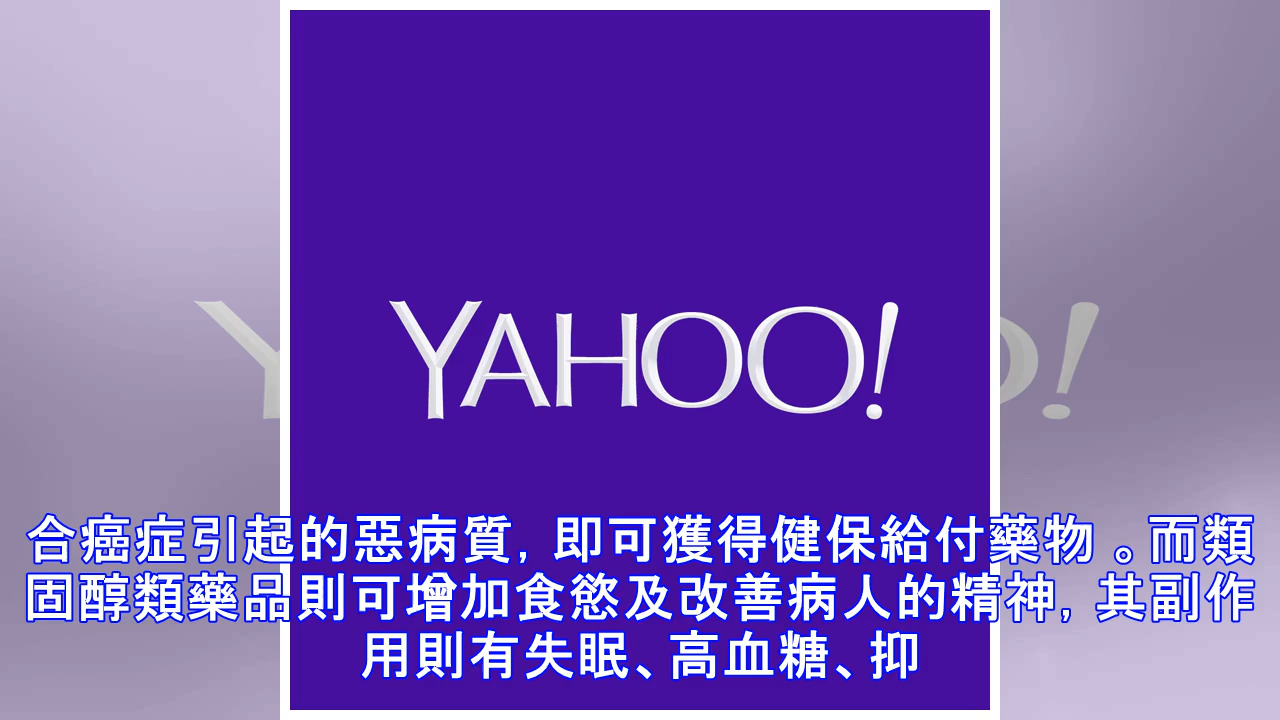 YAHOO!
合癌症引起的惡病質,即可獲得健保給付藥物。而類
固醇類藥品則可增加食慾及改善病人的精神,其副作
用則有失眠、高血糖、抑